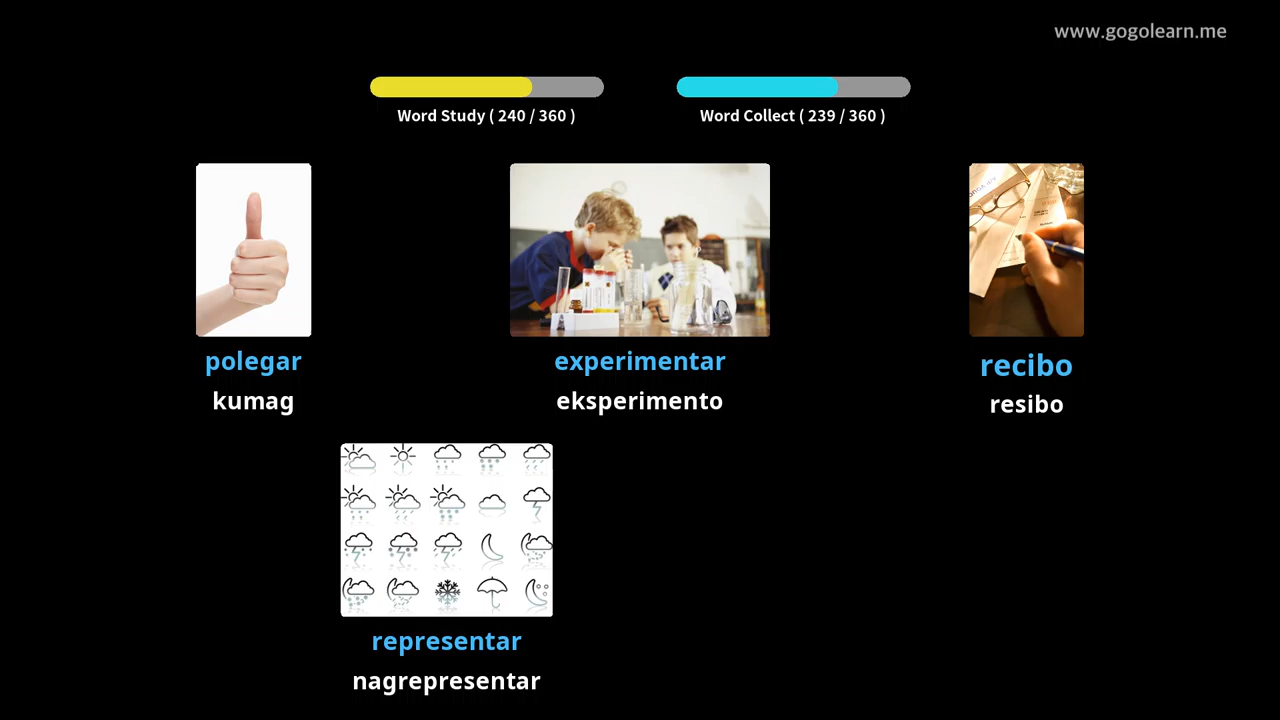 www.gogolearn.me
Word Study ( 240 / 360 )
Word Collect ( 239 / 360 )
polegar
experimentar
recibo
kumag
eksperimento
resibo
representar
nagrepresentar